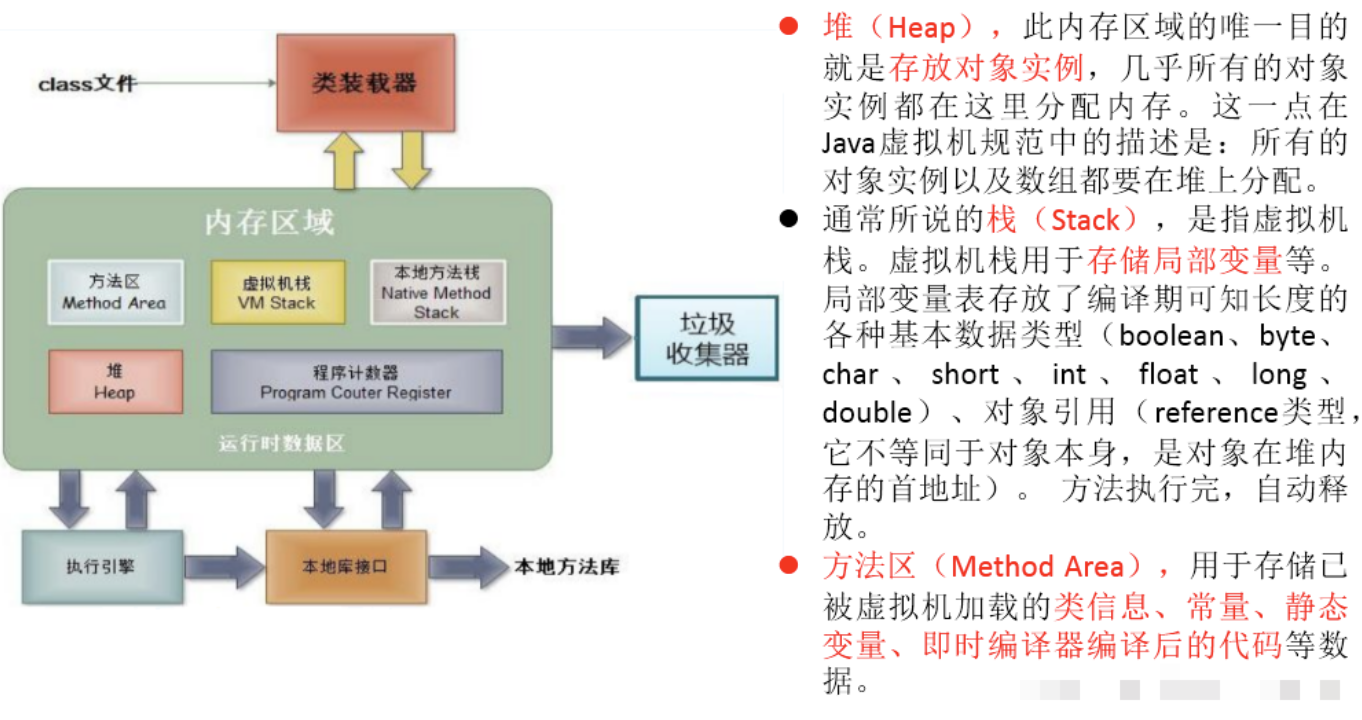 class文件
类装载器
内存区域
方法区
Method Area
虚拟机栈
VM Stack
本地方法栈
Native Method
Stack
堆
Heap
程序计数器
Program Couter Register
运行时数据区
垃圾
收集器
执行引擎
本地库接口
本地方法库
● 堆（Heap），此内存区域的唯一目的
就是存放对象实例，几乎所有的对象
实例都在这里分配内存。这一点在
Java虚拟机规范中的描述是：所有的
对象实例以及数组都要在堆上分配。
● 通常所说的栈（Stack），是指虚拟机
栈。虚拟机栈用于存储局部变量等。
局部变量表存放了编译期可知长度的
各种基本数据类型（boolean、byte、
char 、 short 、 int 、 float 、 long 、
double）、对象引用（reference类型，
它不等同于对象本身，是对象在堆内
存的首地址）。 方法执行完，自动释
放。
● 方法区（Method Area），用于存储已
被虚拟机加载的类信息、常量、静态
变量、即时编译器编译后的代码等数
据。